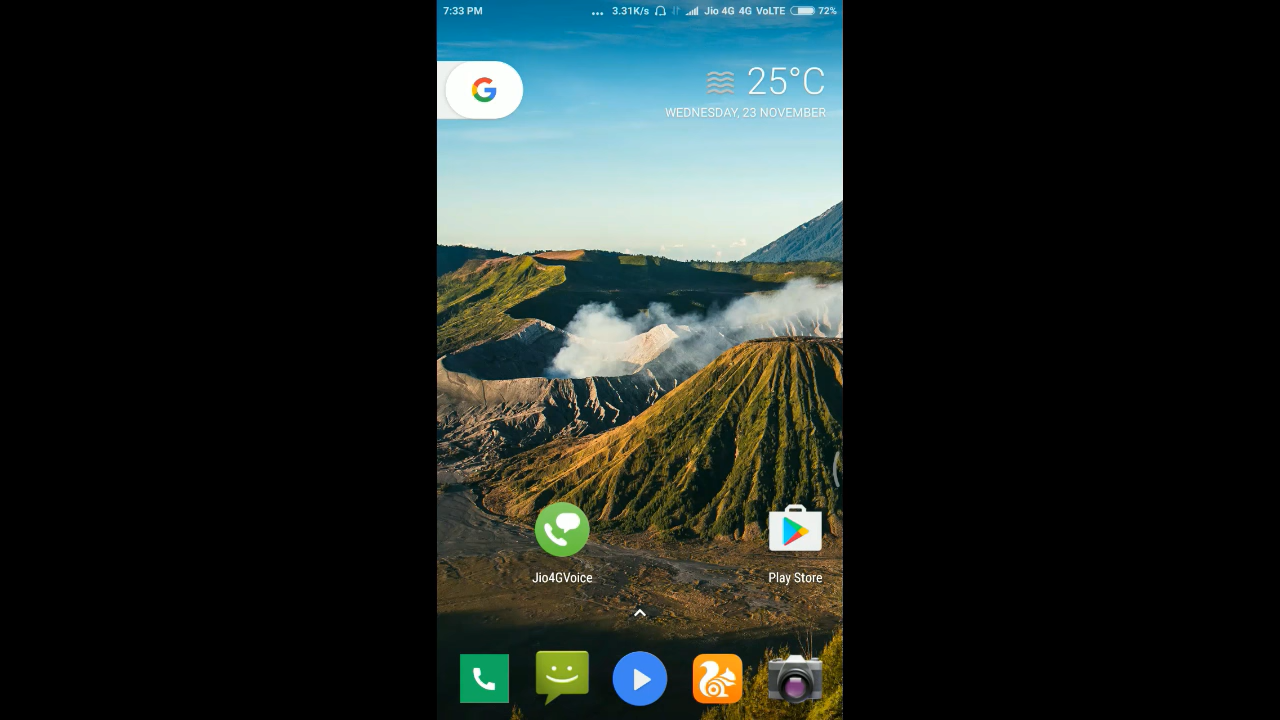 7:33 PM ... 3.31K/s Jio 4G 4G VoLTE 72%
G 25°C
WEDNESDAY, 23 NOVEMBER
Jio4GVoice Play Store